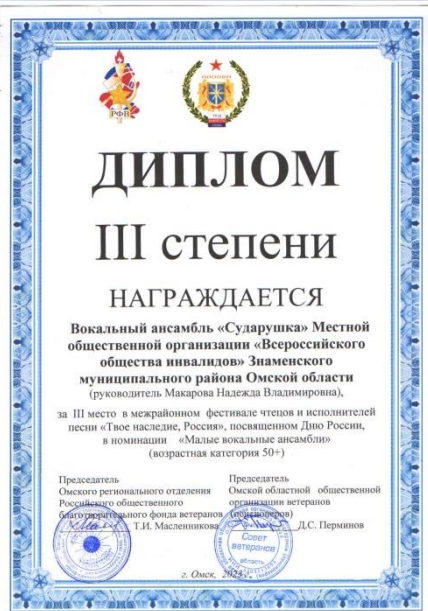 РФВ
ДИПЛОМ
III степени
НАГРАЖДАЕТСЯ
Вокальный ансамбль «Сударушка» Местной
общественной организации «Всероссийского
общества инвалидов» Знаменского
муниципального района Омской области
(руководитель Макарова Надежда Владимировна),
за III место в межрайонном фестивале чтецов и исполнителей
песни «Твое наследие, Россия», посвященном Дню России,
в номинации «Малые вокальные ансамбли»
(возрастная категория 50+)
Председатель
Омского регионального отделения
Российского общественного
благотворительного фонда ветеранов
Т.И. Масленникова
Председатель
Омской областной общественной
организации ветеранов
(пенсионеров)
Д.С. Перминов
Совет
ветеранов
область
г. Омск, 2023 г.